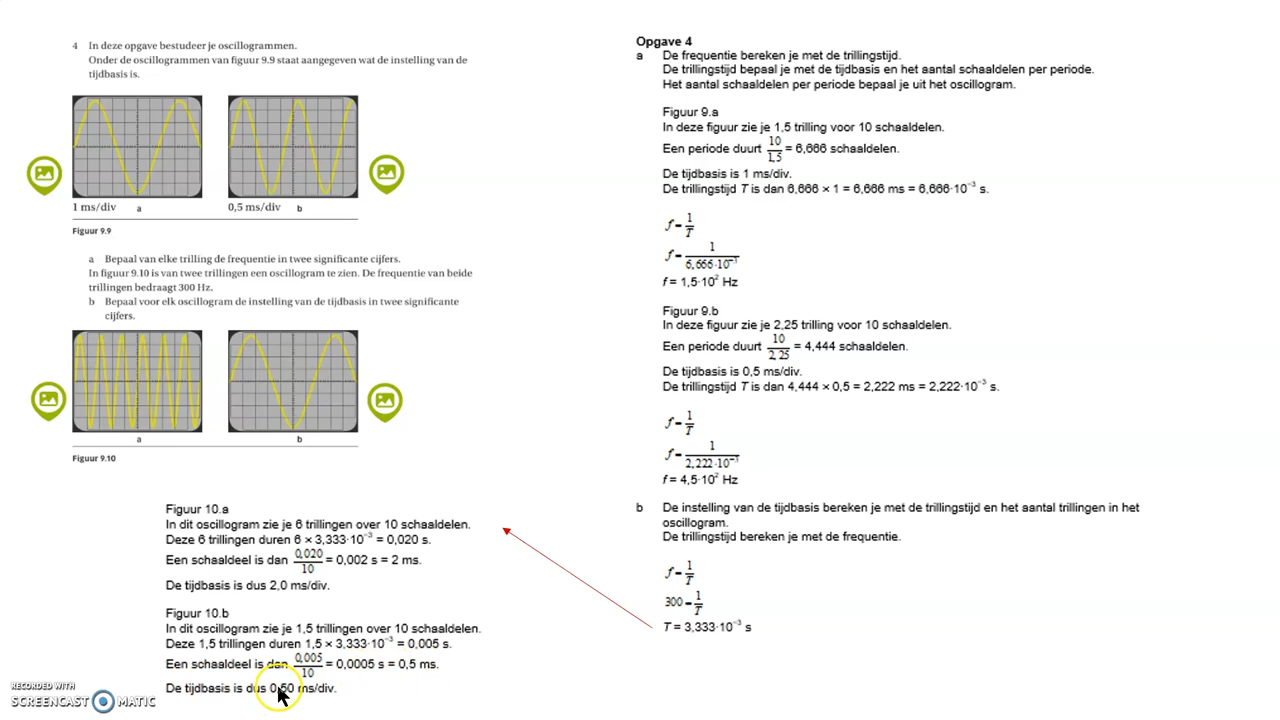 4 In deze opgave bestudeer je oscillogrammen.
Onder de oscillogrammen van figuur 9.9 staat aangegeven wat de instelling van de
tijdbasis is.
1 ms/div a 0,5 ms/div b
Figuur 9.9
a Bepaal van elke trilling de frequentie in twee significante cijfers.
In figuur 9.10 is van twee trillingen een oscillogram te zien. De frequentie van beide
trillingen bedraagt 300 Hz.
b Bepaal voor elk oscillogram de instelling van de tijdbasis in twee significante
cijfers.
a b
Figuur 9.10
Figuur 10.a
In dit oscillogram zie je 6 trillingen over 10 schaaldelen.
Deze 6 trillingen duren 6 × 3,333·10⁻³ = 0,020 s.
Een schaaldeel is dan 0,020/10 = 0,002 s = 2 ms.
De tijdbasis is dus 2,0 ms/div.
Figuur 10.b
In dit oscillogram zie je 1,5 trillingen over 10 schaaldelen.
Deze 1,5 trillingen duren 1,5 × 3,333·10⁻³ = 0,005 s.
Een schaaldeel is dan 0,005/10 = 0,0005 s = 0,5 ms.
De tijdbasis is dus 0,50 ms/div.
RECORDED WITH
SCREENCAST MATIC
Opgave 4
a De frequentie bereken je met de trillingstijd.
De trillingstijd bepaal je met de tijdbasis en het aantal schaaldelen per periode.
Het aantal schaaldelen per periode bepaal je uit het oscillogram.
Figuur 9.a
In deze figuur zie je 1,5 trilling voor 10 schaaldelen.
Een periode duurt 10/1,5 = 6,666 schaaldelen.
De tijdbasis is 1 ms/div.
De trillingstijd T is dan 6,666 × 1 = 6,666 ms = 6,666·10⁻³ s.
f = 1/T
f = 1/6,666·10⁻³
f = 1,5·10² Hz
Figuur 9.b
In deze figuur zie je 2,25 trilling voor 10 schaaldelen.
Een periode duurt 10/2,25 = 4,444 schaaldelen.
De tijdbasis is 0,5 ms/div.
De trillingstijd T is dan 4,444 × 0,5 = 2,222 ms = 2,222·10⁻³ s.
f = 1/T
f = 1/2,222·10⁻³
f = 4,5·10² Hz
b De instelling van de tijdbasis bereken je met de trillingstijd en het aantal trillingen in het
oscillogram.
De trillingstijd bereken je met de frequentie.
f = 1/T
300 = 1/T
T = 3,333·10⁻³ s